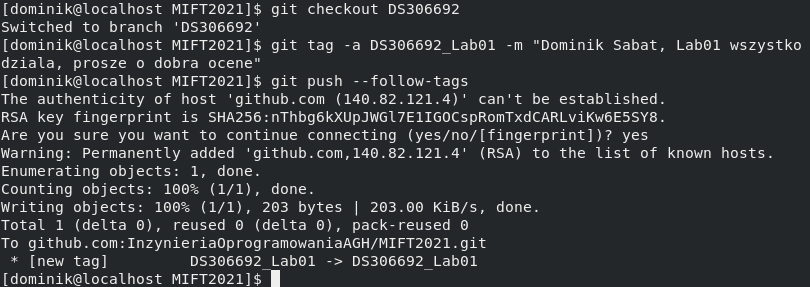 [dominik@localhost MIFT2021]$ git checkout DS306692
Switched to branch 'DS306692'
[dominik@localhost MIFT2021]$ git tag -a DS306692_Lab01 -m "Dominik Sabat, Lab01 wszystko
dziala, prosze o dobra ocene"
[dominik@localhost MIFT2021]$ git push --follow-tags
The authenticity of host 'github.com (140.82.121.4)' can't be established.
RSA key fingerprint is SHA256:nThbg6kXUpJWGl7E1IGOCspRomTxdCARLviKw6E5SY8.
Are you sure you want to continue connecting (yes/no/[fingerprint])? yes
Warning: Permanently added 'github.com,140.82.121.4' (RSA) to the list of known hosts.
Enumerating objects: 1, done.
Counting objects: 100% (1/1), done.
Writing objects: 100% (1/1), 203 bytes | 203.00 KiB/s, done.
Total 1 (delta 0), reused 0 (delta 0), pack-reused 0
To github.com:InzynieriaOprogramowaniaAGH/MIFT2021.git
 * [new tag]         DS306692_Lab01 -> DS306692_Lab01
[dominik@localhost MIFT2021]$